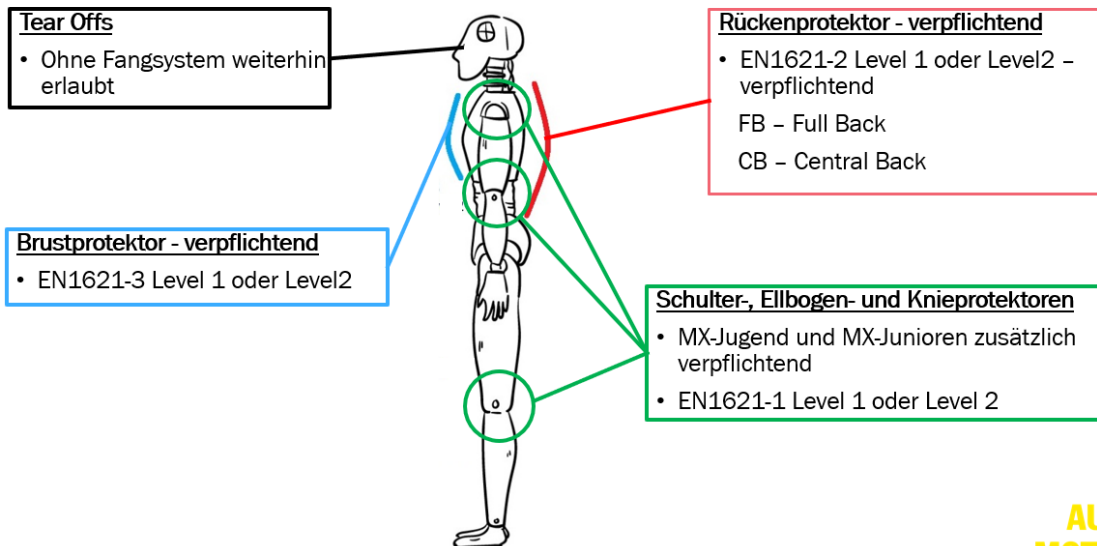 Tear Offs
• Ohne Fangsystem weiterhin
erlaubt
Rückenprotektor - verpflichtend
• EN1621-2 Level 1 oder Level2 –
verpflichtend
FB – Full Back
CB – Central Back
Brustprotektor - verpflichtend
• EN1621-3 Level 1 oder Level2
Schulter-, Ellbogen- und Knieprotektoren
• MX-Jugend und MX-Junioren zusätzlich
verpflichtend
• EN1621-1 Level 1 oder Level 2
AU